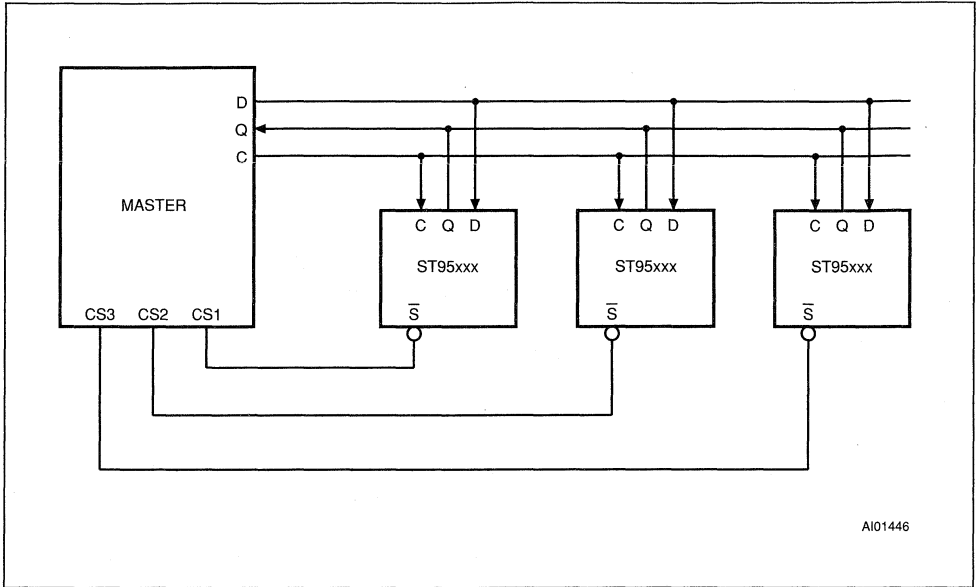 D
Q
C
MASTER
C Q D
C Q D
C Q D
ST95xxx
ST95xxx
ST95xxx
CS3 CS2 CS1
S̅
S̅
S̅
AI01446